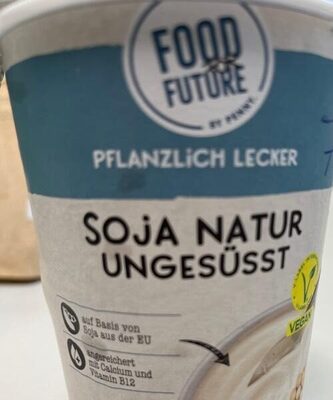 FOOD
FUTURE
BY PENNY.
PFLANZLICH LECKER
SOJA NATUR
UNGESÜSST
auf Basis von
Soja aus der EU
angereichert
mit Calcium und
Vitamin B12
VEGAN